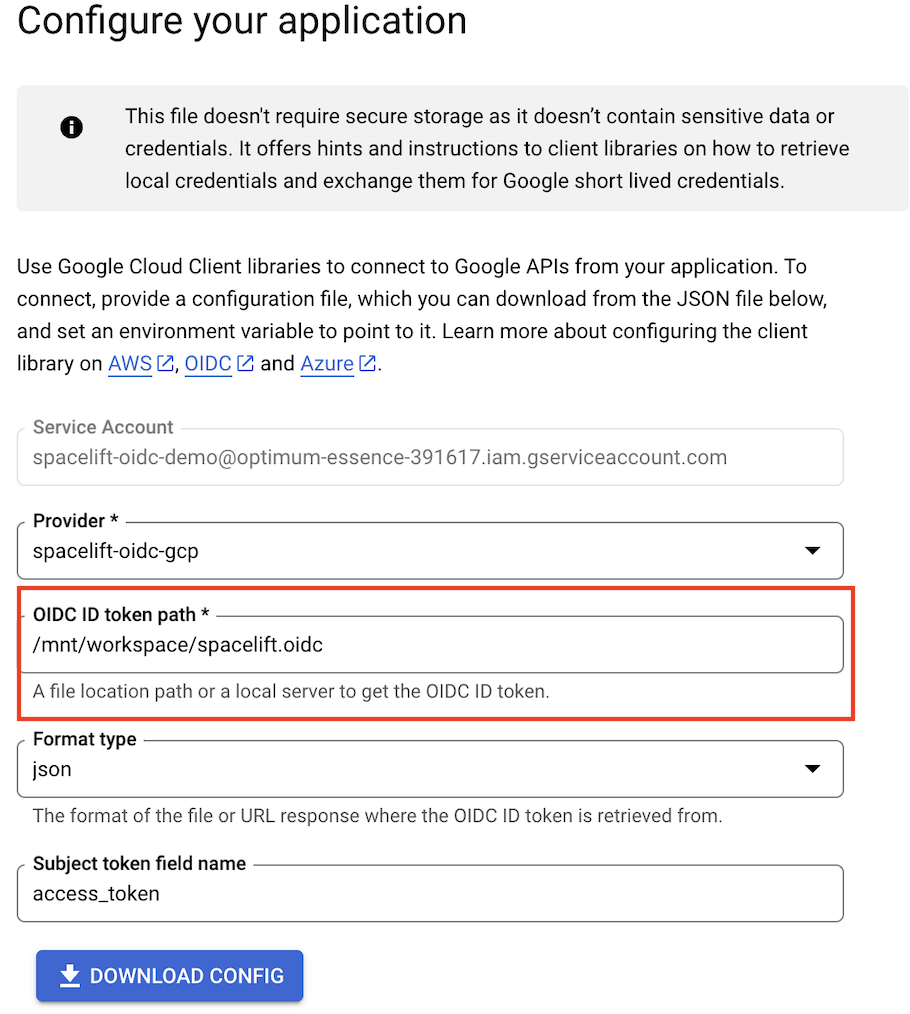 Configure your application
This file doesn't require secure storage as it doesn’t contain sensitive data or
credentials. It offers hints and instructions to client libraries on how to retrieve
local credentials and exchange them for Google short lived credentials.
Use Google Cloud Client libraries to connect to Google APIs from your application. To
connect, provide a configuration file, which you can download from the JSON file below,
and set an environment variable to point to it. Learn more about configuring the client
library on AWS, OIDC and Azure.
Service Account
spacelift-oidc-demo@optimum-essence-391617.iam.gserviceaccount.com
Provider *
spacelift-oidc-gcp
OIDC ID token path *
/mnt/workspace/spacelift.oidc
A file location path or a local server to get the OIDC ID token.
Format type
json
The format of the file or URL response where the OIDC ID token is retrieved from.
Subject token field name
access_token
DOWNLOAD CONFIG